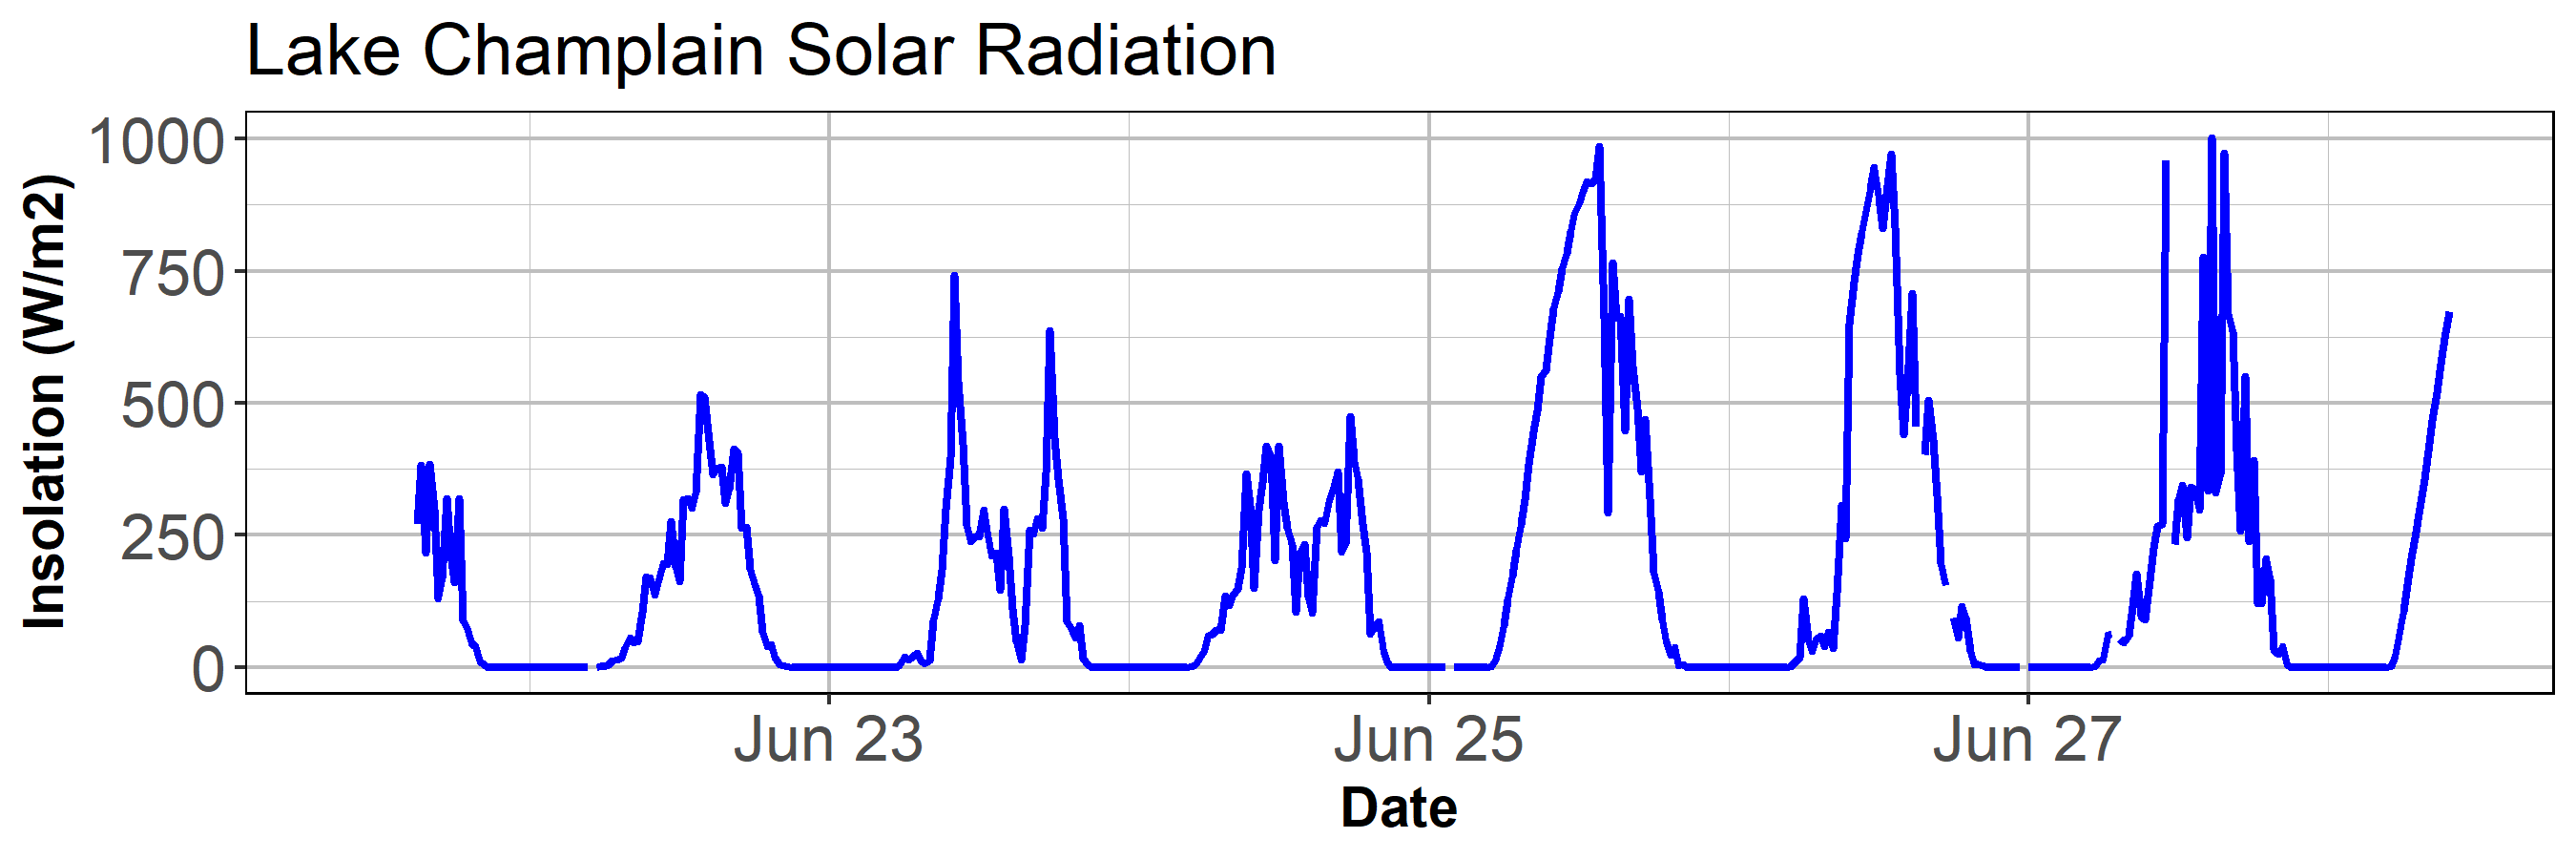 Lake Champlain Solar Radiation
Insolation (W/m2)
1000
750
500
250
0
Jun 23 Jun 25 Jun 27
Date